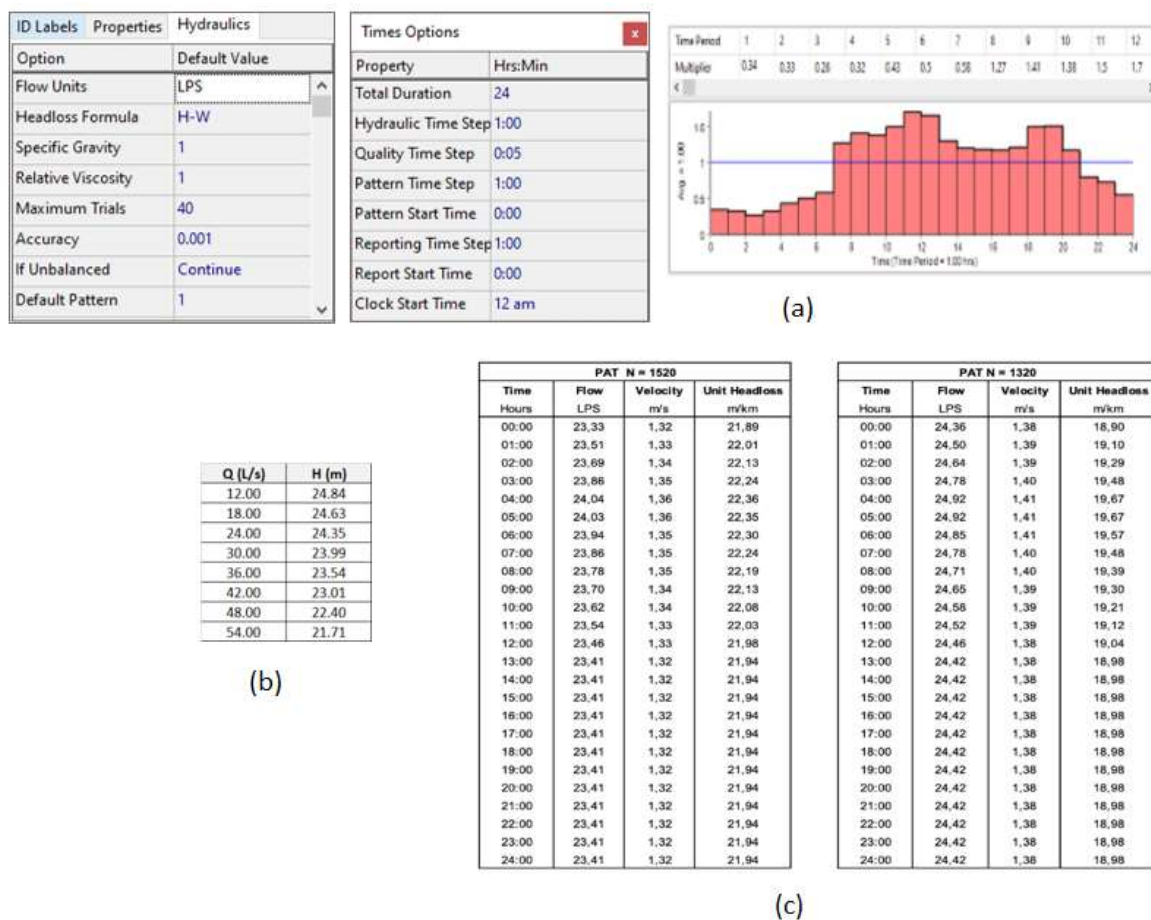 ID Labels Properties Hydraulics
Option Default Value
Flow Units LPS
Headloss Formula H-W
Specific Gravity 1
Relative Viscosity 1
Maximum Trials 40
Accuracy 0.001
If Unbalanced Continue
Default Pattern 1
Times Options x
Property Hrs:Min
Total Duration 24
Hydraulic Time Step 1:00
Quality Time Step 0:05
Pattern Time Step 1:00
Pattern Start Time 0:00
Reporting Time Step 1:00
Report Start Time 0:00
Clock Start Time 12 am
Time Period 1 2 3 4 5 6 7 8 9 10 11 12
Multiplier 0.34 0.33 0.26 0.32 0.43 0.5 0.58 1.27 1.41 1.38 1.5 1.7
Avg. = 1.00
1.5
1
0.5
0
0 2 4 6 8 10 12 14 16 18 20 22 24
Time (Time Period = 1.00 hrs)
(a)
Q (L/s) H (m)
12.00 24.84
18.00 24.63
24.00 24.35
30.00 23.99
36.00 23.54
42.00 23.01
48.00 22.40
54.00 21.71
(b)
PAT N = 1520
Time Flow Velocity Unit Headloss
Hours LPS m/s m/km
00:00 23,33 1,32 21,89
01:00 23,51 1,33 22,01
02:00 23,69 1,34 22,13
03:00 23,86 1,35 22,24
04:00 24,04 1,36 22,36
05:00 24,03 1,36 22,35
06:00 23,94 1,35 22,30
07:00 23,86 1,35 22,24
08:00 23,78 1,35 22,19
09:00 23,70 1,34 22,13
10:00 23,62 1,34 22,08
11:00 23,54 1,33 22,03
12:00 23,46 1,33 21,98
13:00 23,41 1,32 21,94
14:00 23,41 1,32 21,94
15:00 23,41 1,32 21,94
16:00 23,41 1,32 21,94
17:00 23,41 1,32 21,94
18:00 23,41 1,32 21,94
19:00 23,41 1,32 21,94
20:00 23,41 1,32 21,94
21:00 23,41 1,32 21,94
22:00 23,41 1,32 21,94
23:00 23,41 1,32 21,94
24:00 23,41 1,32 21,94
PAT N = 1320
Time Flow Velocity Unit Headloss
Hours LPS m/s m/km
00:00 24,36 1,38 18,90
01:00 24,50 1,39 19,10
02:00 24,64 1,39 19,29
03:00 24,78 1,40 19,48
04:00 24,92 1,41 19,67
05:00 24,92 1,41 19,67
06:00 24,85 1,41 19,57
07:00 24,78 1,40 19,48
08:00 24,71 1,40 19,39
09:00 24,65 1,39 19,30
10:00 24,58 1,39 19,21
11:00 24,52 1,39 19,12
12:00 24,46 1,38 19,04
13:00 24,42 1,38 18,98
14:00 24,42 1,38 18,98
15:00 24,42 1,38 18,98
16:00 24,42 1,38 18,98
17:00 24,42 1,38 18,98
18:00 24,42 1,38 18,98
19:00 24,42 1,38 18,98
20:00 24,42 1,38 18,98
21:00 24,42 1,38 18,98
22:00 24,42 1,38 18,98
23:00 24,42 1,38 18,98
24:00 24,42 1,38 18,98
(c)